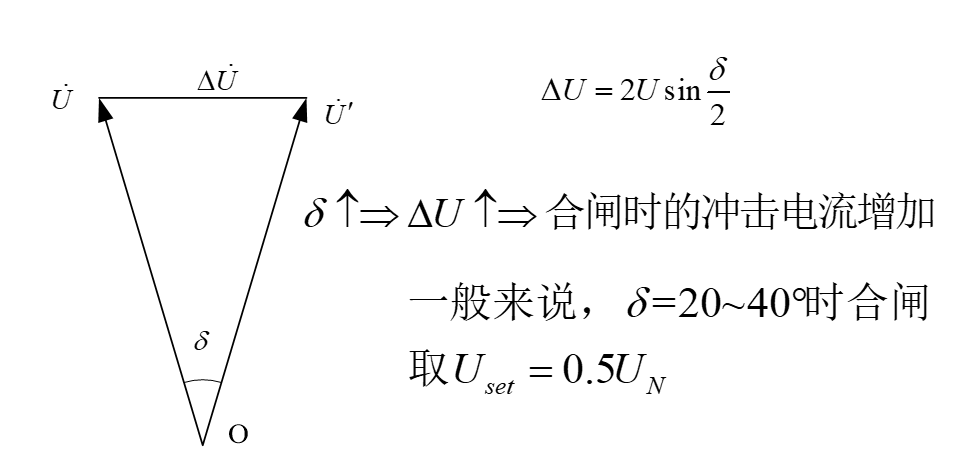 U̇ ΔU̇ U̇′
ΔU = 2U sin δ/2
δ↑⇒ΔU↑⇒合闸时的冲击电流增加
一般来说，δ=20~40°时合闸
取U_set = 0.5U_N
δ
O